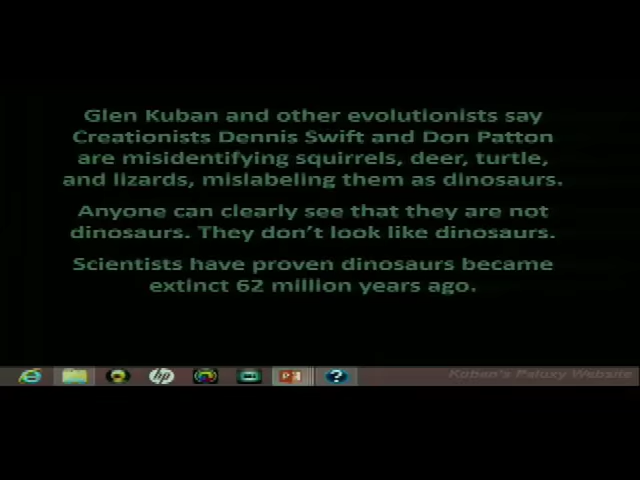 Glen Kuban and other evolutionists say
Creationists Dennis Swift and Don Patton
are misidentifying squirrels, deer, turtle,
and lizards, mislabeling them as dinosaurs.
Anyone can clearly see that they are not
dinosaurs. They don't look like dinosaurs.
Scientists have proven dinosaurs became
extinct 62 million years ago.
hp
?
Kuban's Paluxy Website